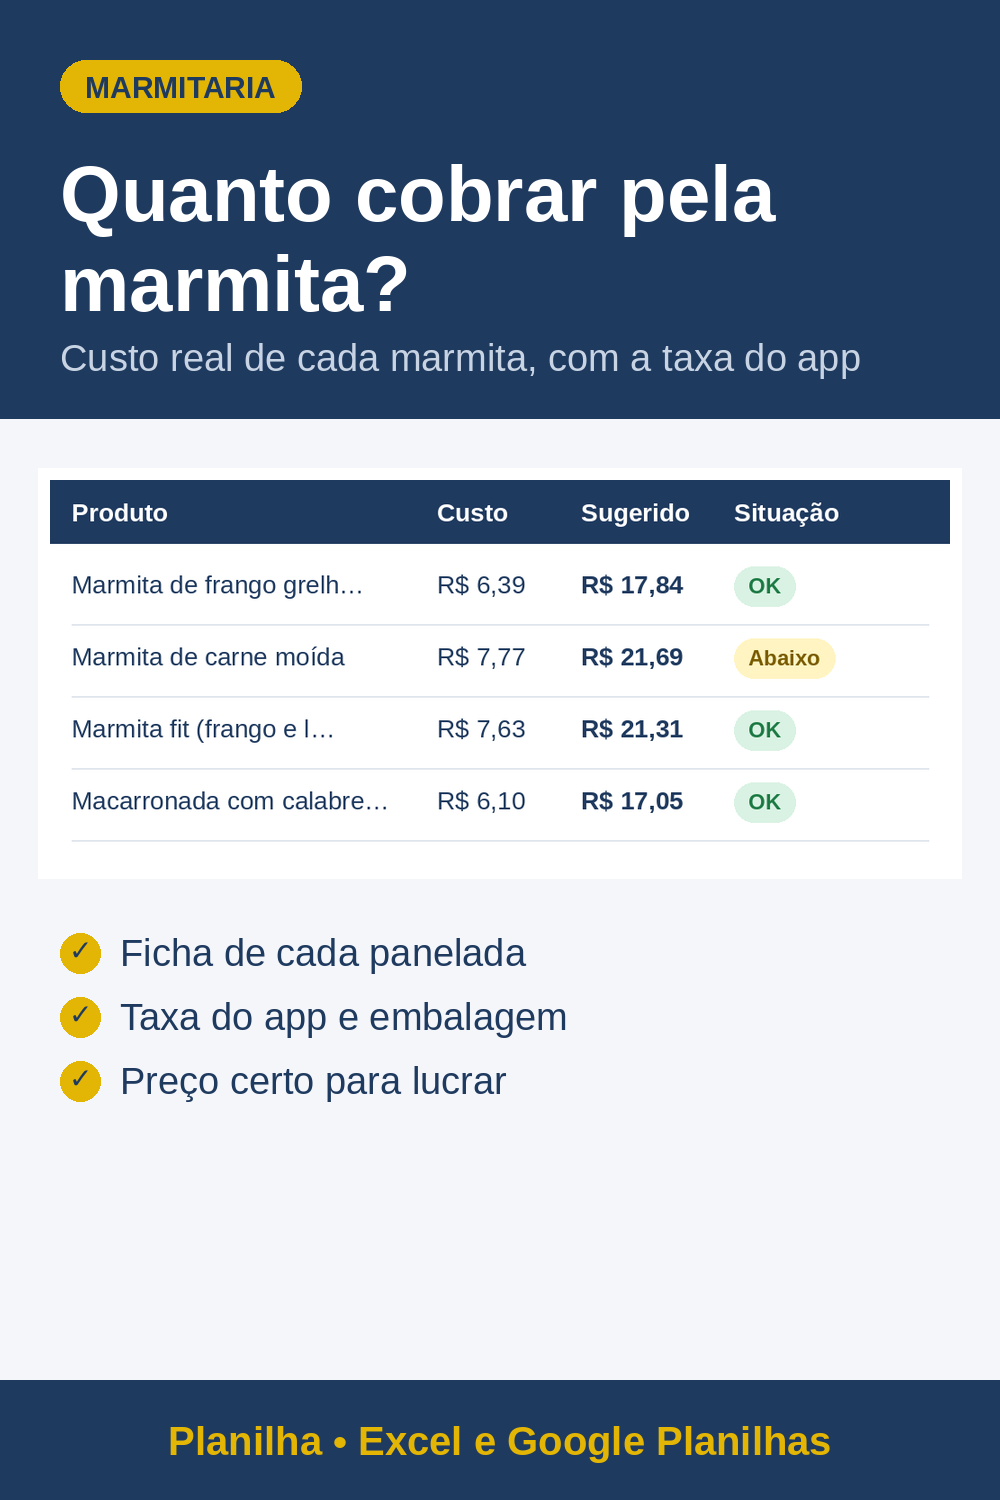 MARMITARIA
Quanto cobrar pela
marmita?
Custo real de cada marmita, com a taxa do app
Produto Custo Sugerido Situação
Marmita de frango grelh… R$ 6,39 R$ 17,84 OK
Marmita de carne moída R$ 7,77 R$ 21,69 Abaixo
Marmita fit (frango e l… R$ 7,63 R$ 21,31 OK
Macarronada com calabre… R$ 6,10 R$ 17,05 OK
✓ Ficha de cada panelada
✓ Taxa do app e embalagem
✓ Preço certo para lucrar
Planilha • Excel e Google Planilhas